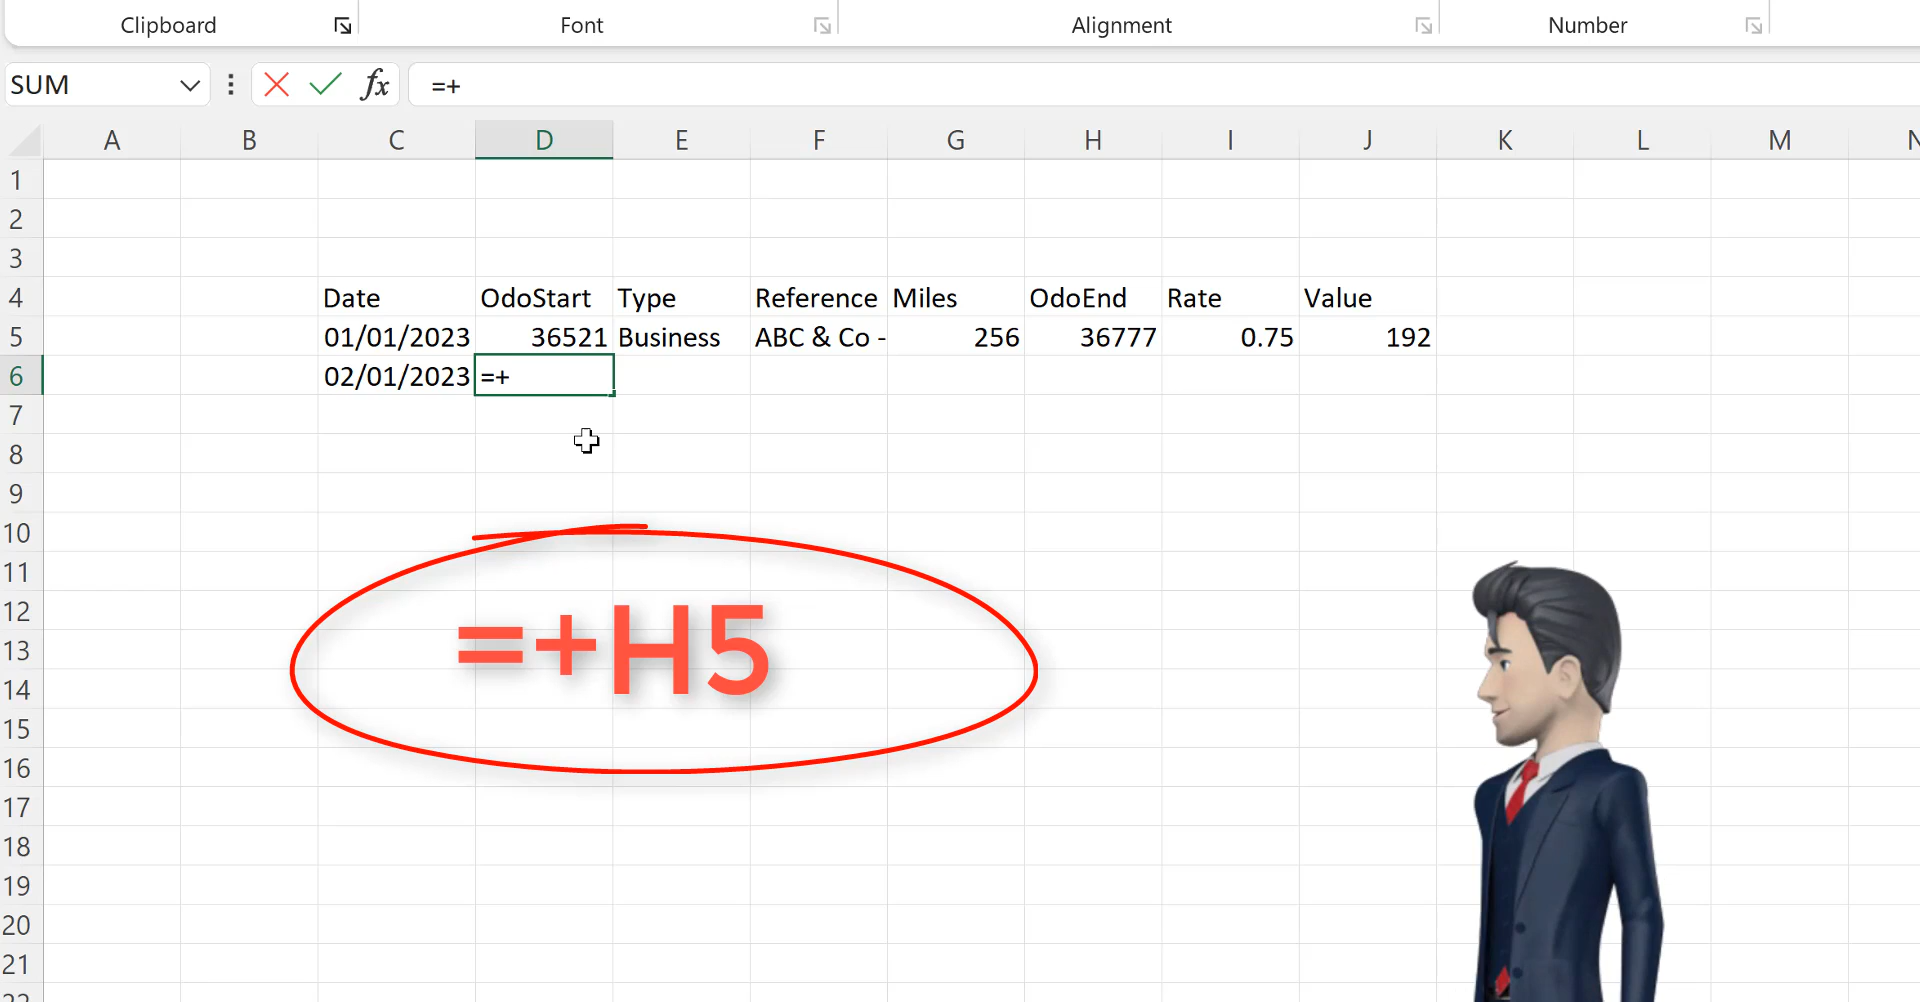 Clipboard Font Alignment Number
SUM fx =+
A B C D E F G H I J K L M
1
2
3
4 Date OdoStart Type Reference Miles OdoEnd Rate Value
5 01/01/2023 36521 Business ABC & Co - 256 36777 0.75 192
6 02/01/2023 =+
7
8
9
10
11
12
=+H5
13
14
15
16
17
18
19
20
21